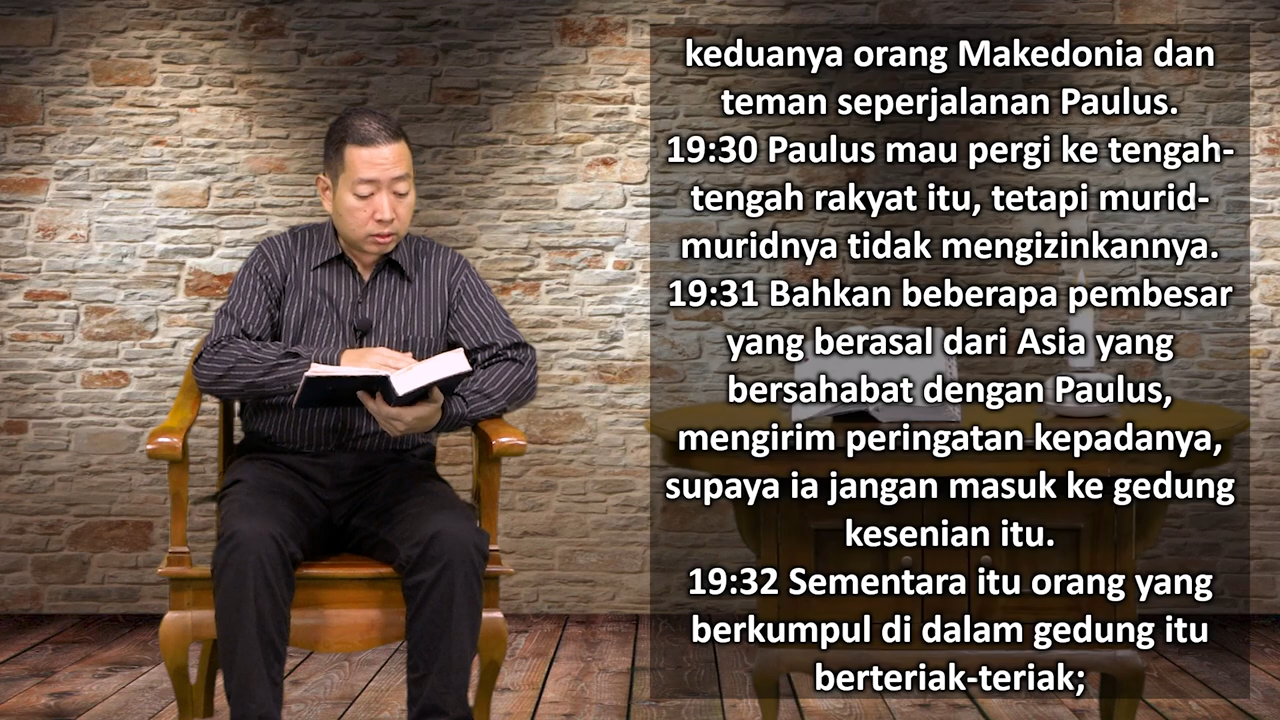 keduanya orang Makedonia dan
teman seperjalanan Paulus.
19:30 Paulus mau pergi ke tengah-
tengah rakyat itu, tetapi murid-
muridnya tidak mengizinkannya.
19:31 Bahkan beberapa pembesar
yang berasal dari Asia yang
bersahabat dengan Paulus,
mengirim peringatan kepadanya,
supaya ia jangan masuk ke gedung
kesenian itu.
19:32 Sementara itu orang yang
berkumpul di dalam gedung itu
berteriak-teriak;